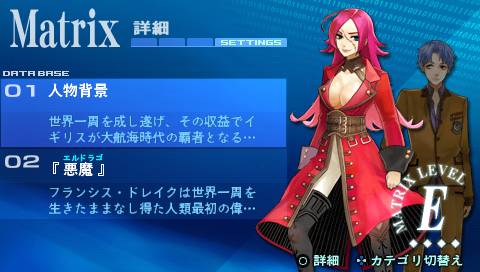 Matrix 詳細
SETTINGS
DATA BASE
01 人物背景
世界一周を成し遂げ、その収益でイ
ギリスが大航海時代の覇者となる…
エルドラゴ
02 『悪魔』
フランシス・ドレイクは世界一周を
生きたままなし得た人類最初の偉…
MATRIX LEVEL
E
詳細 カテゴリ切替え